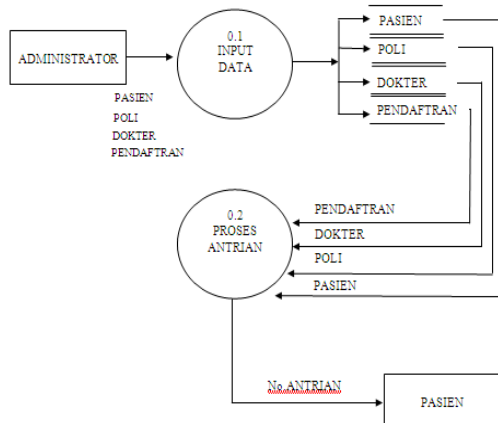 ADMINISTRATOR
PASIEN
POLI
DOKTER
PENDAFTRAN
0.1
INPUT
DATA
PASIEN
POLI
DOKTER
PENDAFTRAN
0.2
PROSES
ANTRIAN
PENDAFTRAN
DOKTER
POLI
PASIEN
No.ANTRIAN
PASIEN